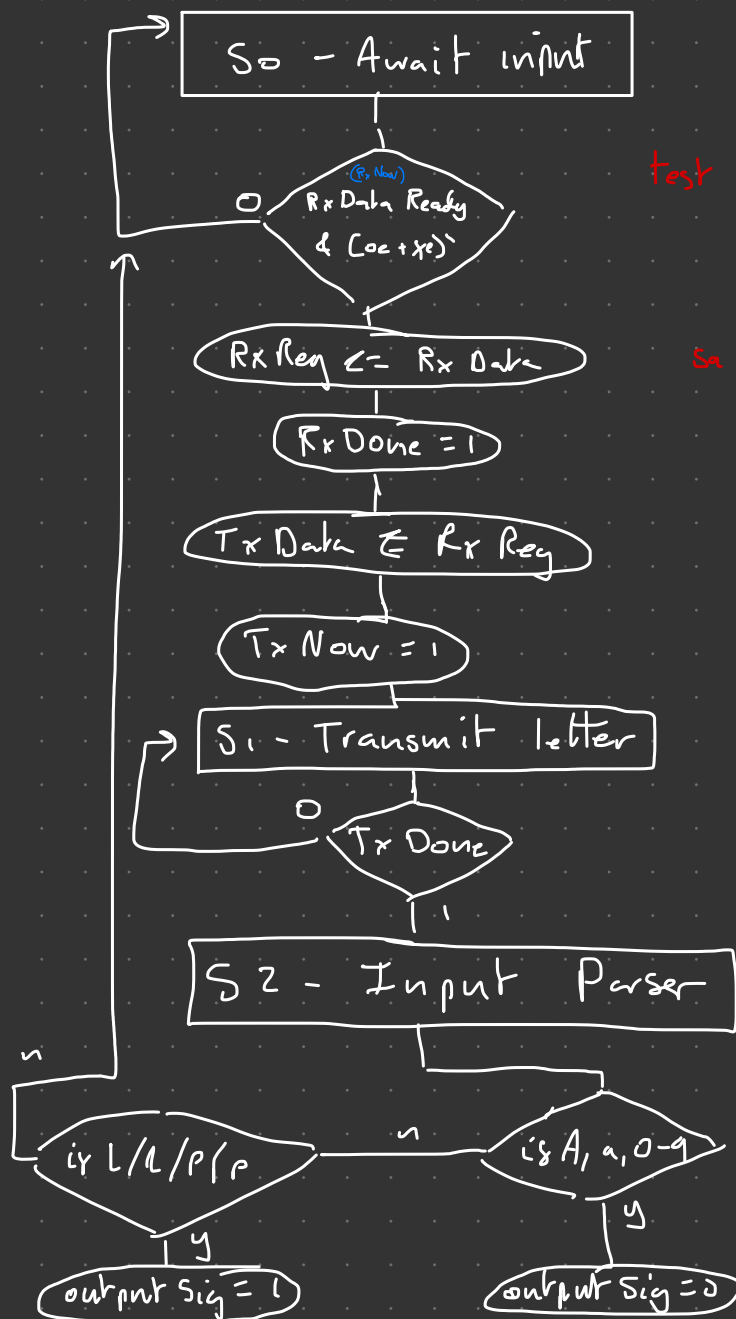 S0 - Await input
test
(Rx Now)
0
Rx Data Ready
& (oe + Xe)`
Rx Reg <= Rx Data
sa
Rx Done = 1
Tx Data ⋸ Rx Reg
Tx Now = 1
S1 - Transmit letter
0
Tx Done
1
S2 - Input Parser
n
is L/l/P/p
n
is A, a, 0-9
y
y
output Sig = 1
output Sig = 0